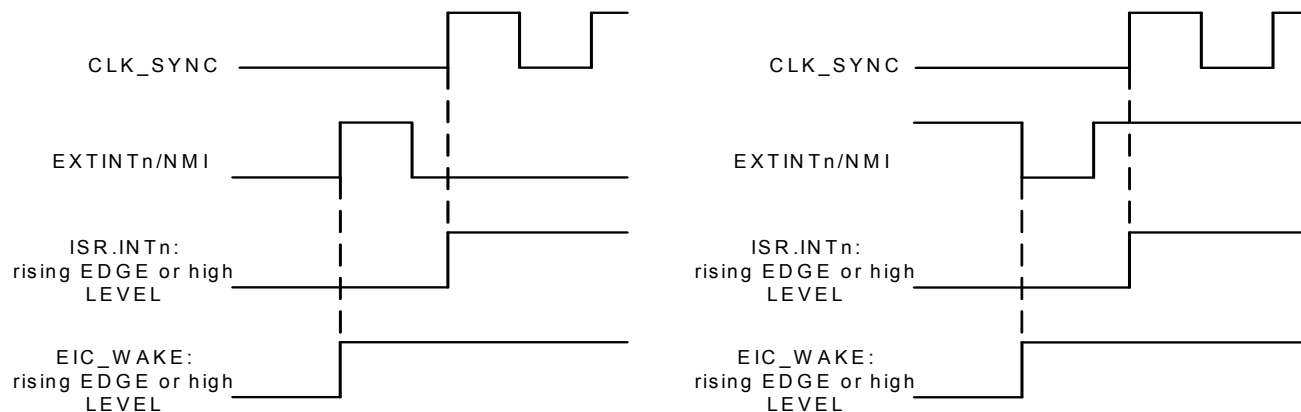 CLK_SYNC
EXTINTn/NMI
ISR.INTn:
rising EDGE or high
LEVEL
EIC_WAKE:
rising EDGE or high
LEVEL
CLK_SYNC
EXTINTn/NMI
ISR.INTn:
rising EDGE or high
LEVEL
EIC_WAKE:
rising EDGE or high
LEVEL